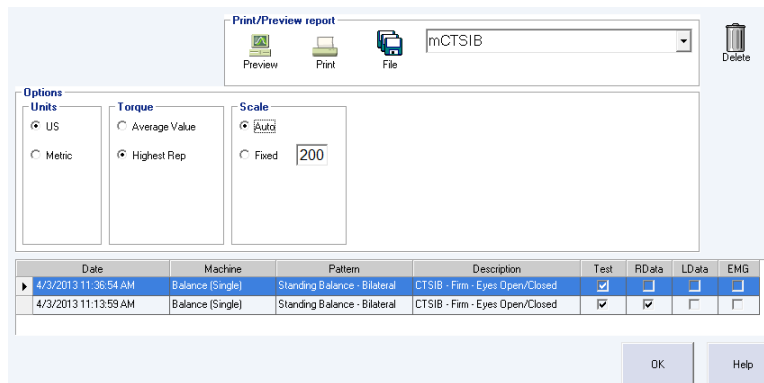 Print/Preview report
Preview Print File
mCTSIB
Delete
Options
Units Torque Scale
US Average Value Auto
Metric Highest Rep Fixed 200
Date Machine Pattern Description Test RData LData EMG
4/3/2013 11:36:54 AM Balance (Single) Standing Balance - Bilateral CTSIB - Firm - Eyes Open/Closed
4/3/2013 11:13:59 AM Balance (Single) Standing Balance - Bilateral CTSIB - Firm - Eyes Open/Closed
OK Help